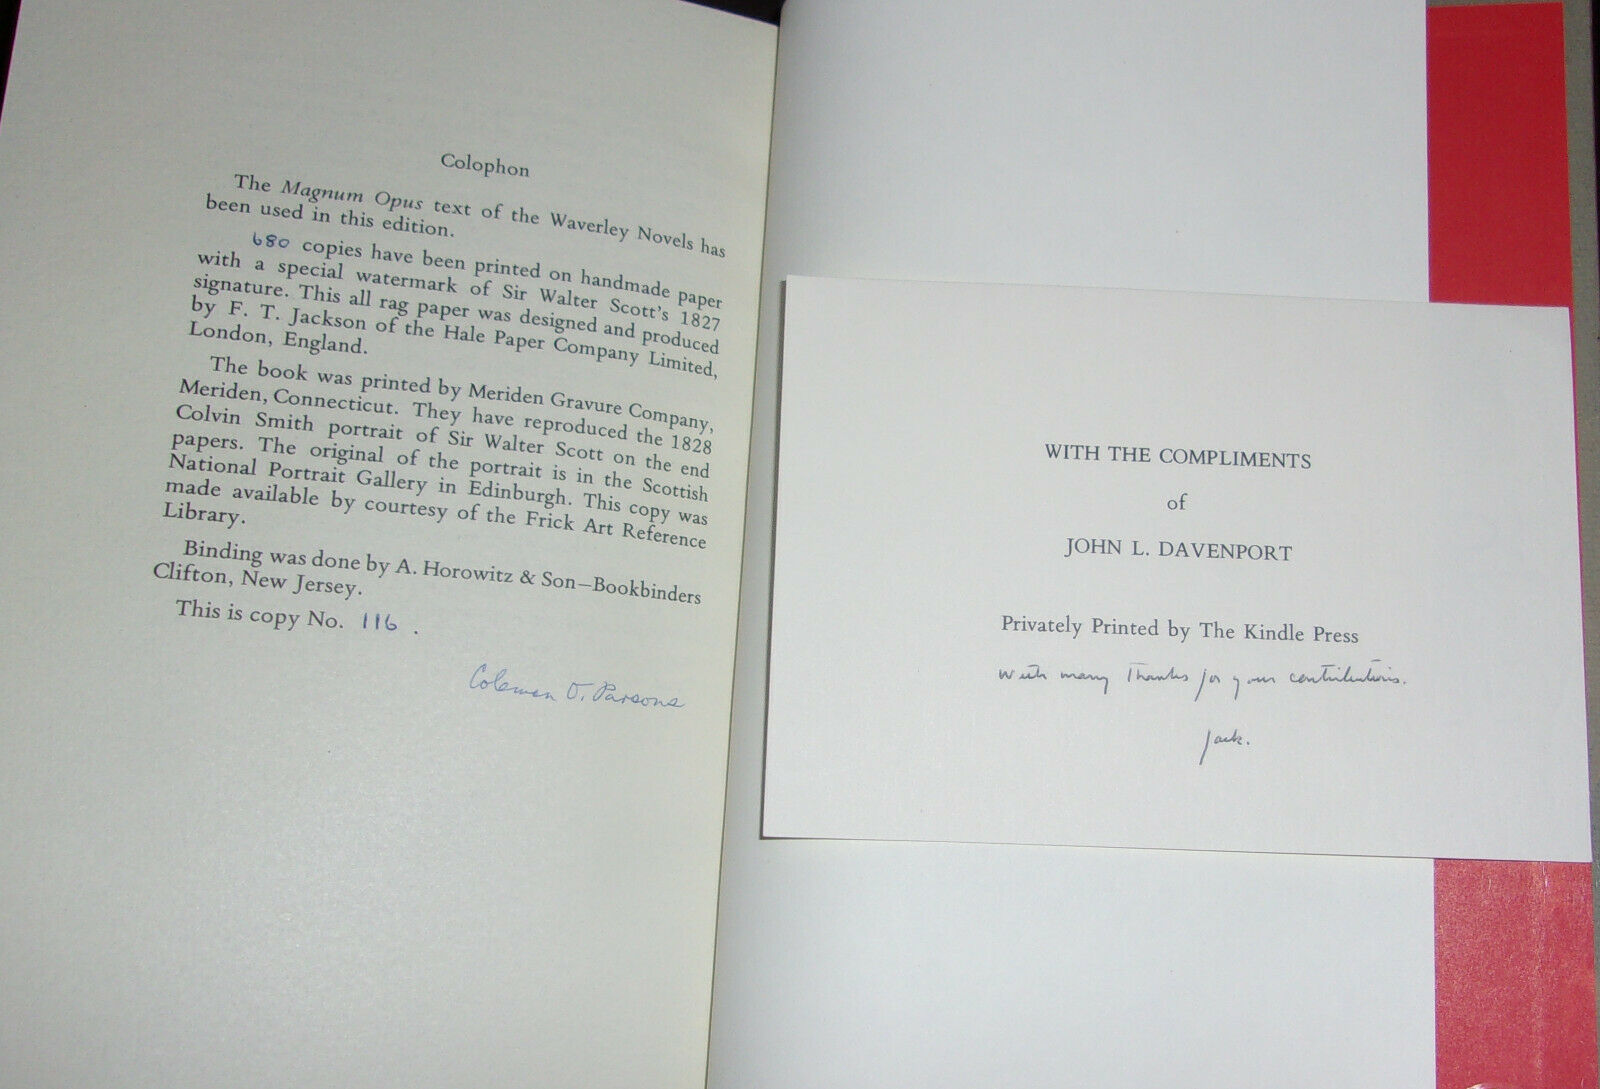 Colophon
The Magnum Opus text of the Waverley Novels has
been used in this edition.
680 copies have been printed on handmade paper
with a special watermark of Sir Walter Scott's 1827
signature. This all rag paper was designed and produced
by F. T. Jackson of the Hale Paper Company Limited,
London, England.
The book was printed by Meriden Gravure Company,
Meriden, Connecticut. They have reproduced the 1828
Colvin Smith portrait of Sir Walter Scott on the end
papers. The original of the portrait is in the Scottish
National Portrait Gallery in Edinburgh. This copy was
made available by courtesy of the Frick Art Reference
Library.
Binding was done by A. Horowitz & Son—Bookbinders
Clifton, New Jersey.
This is copy No. 116 .
Coleman O. Parsons
WITH THE COMPLIMENTS
of
JOHN L. DAVENPORT
Privately Printed by The Kindle Press
With many Thanks for your contributions.
Jack.